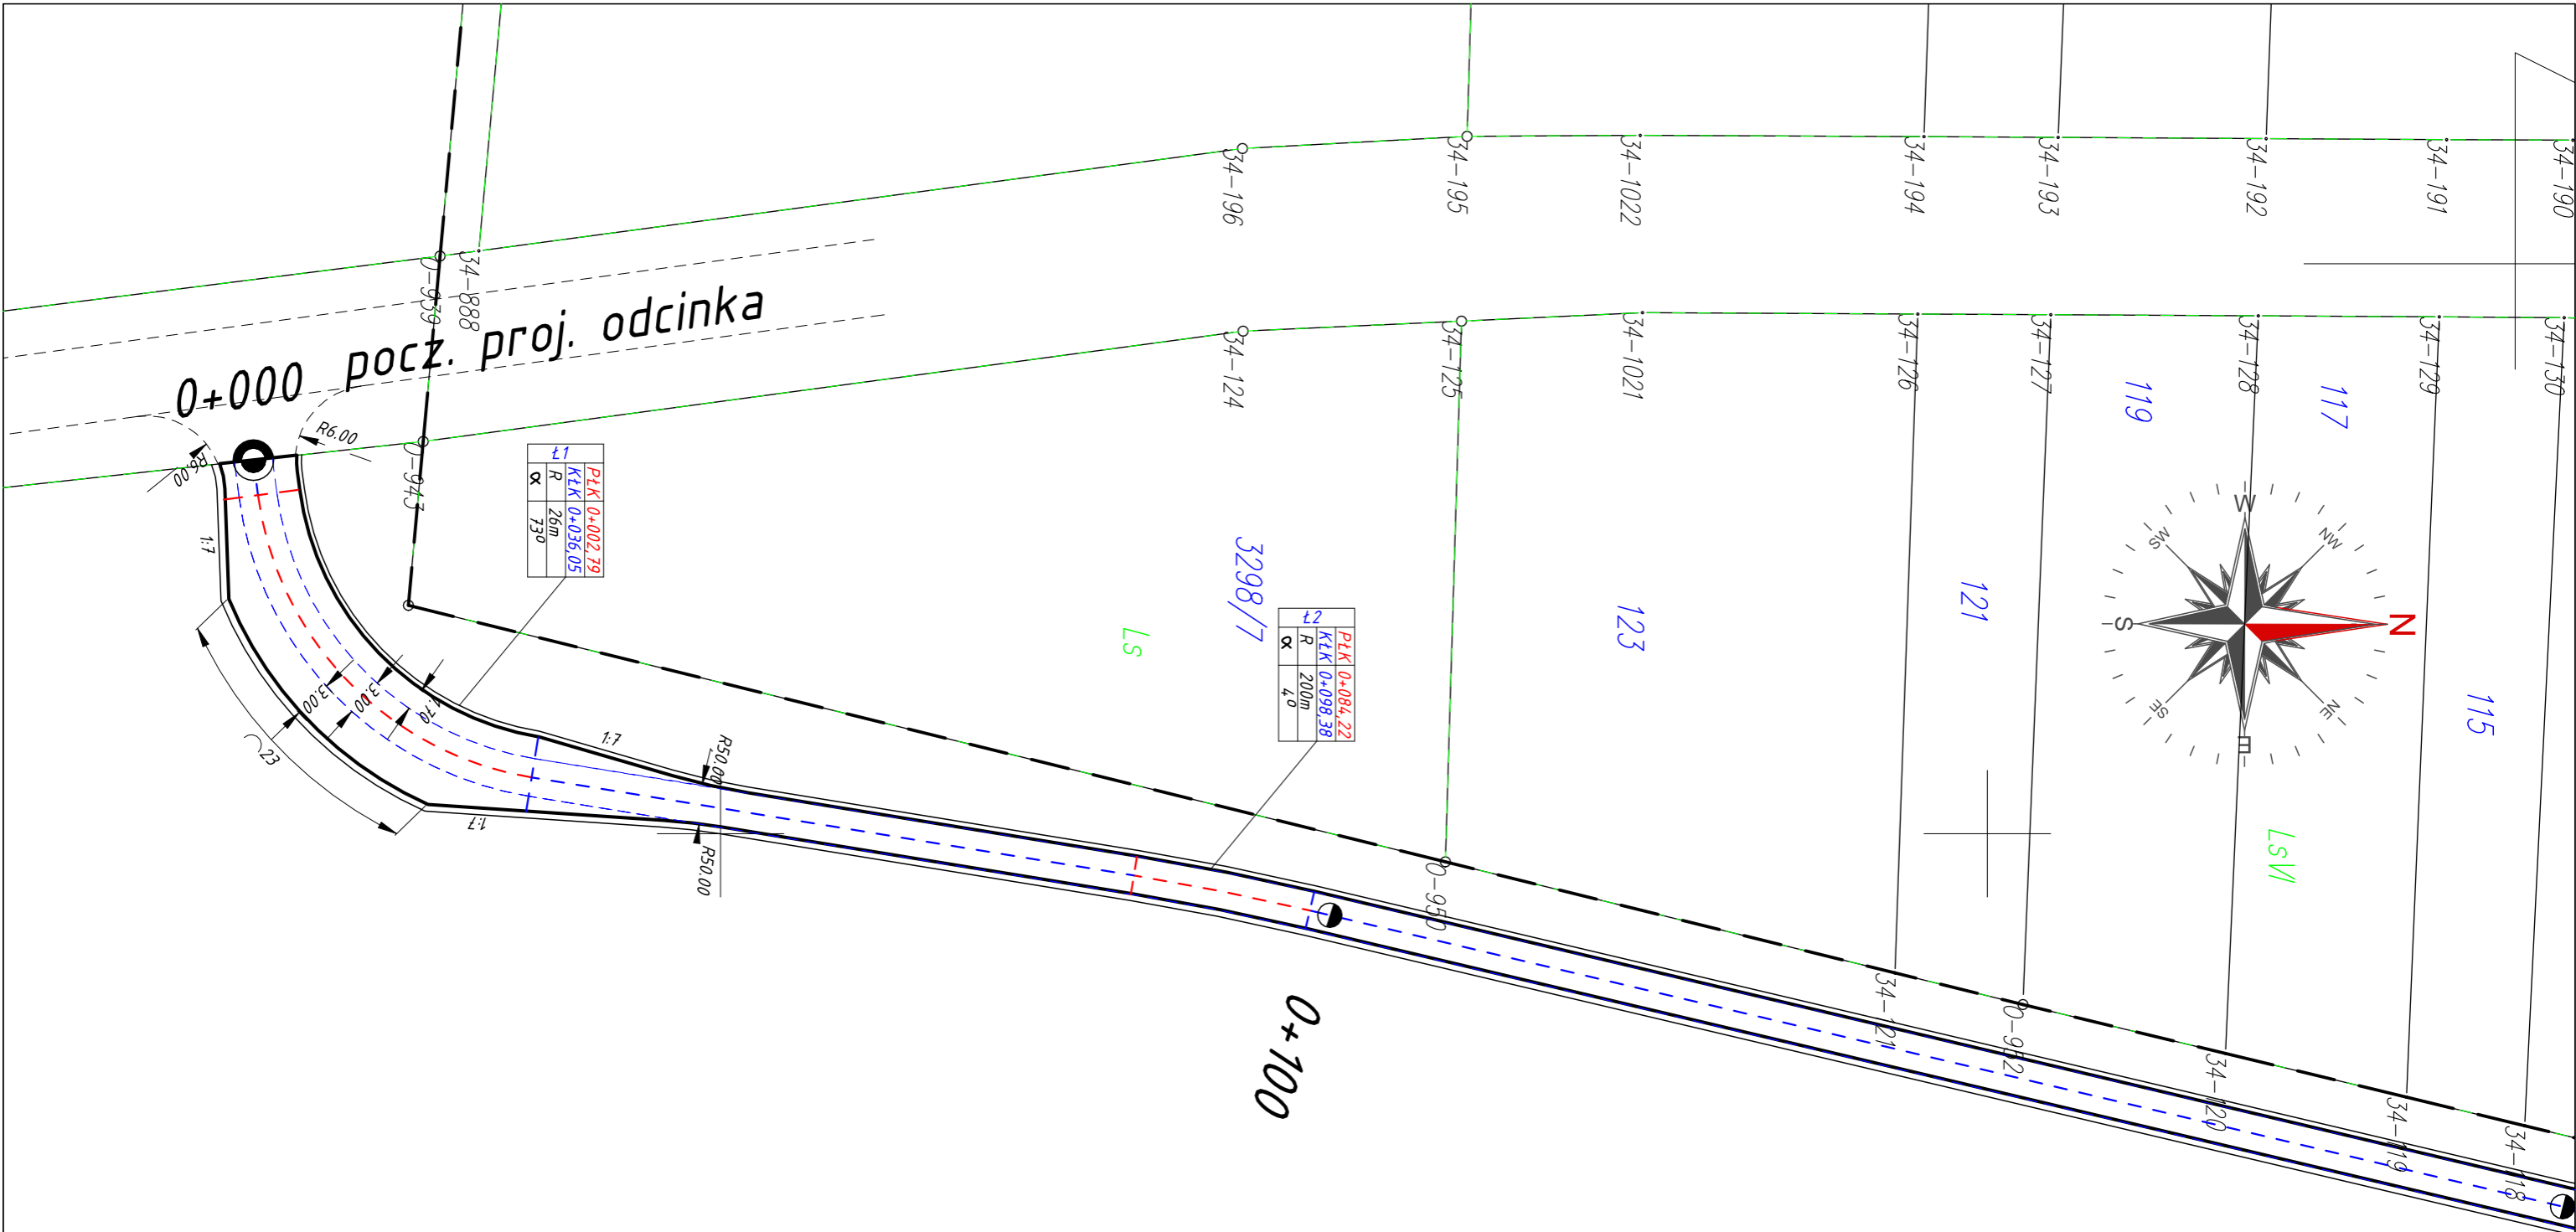 34-196
34-195
34-1022
34-194
34-193
34-192
34-191
34-190
0-939
34-888
0+000 pocz. proj. odcinka
34-124
34-125
34-1021
34-126
34-127
34-128
34-129
34-130
119
117
R6.00
R6.00
0-943
Ł1
PŁK 0+002,79
KŁK 0+036,05
R 26m
α 73°
1:7
3298/7
Ls
123
121
115
W
NW
N
NE
E
SE
S
SW
Ł2
PŁK 0+084,22
KŁK 0+098,38
R 200m
α 4°
3.00
3.00
1.70
23
1:7
1:7
R50.00
R50.00
LsVI
0-950
0+100
34-121
0-952
34-120
34-119
34-118